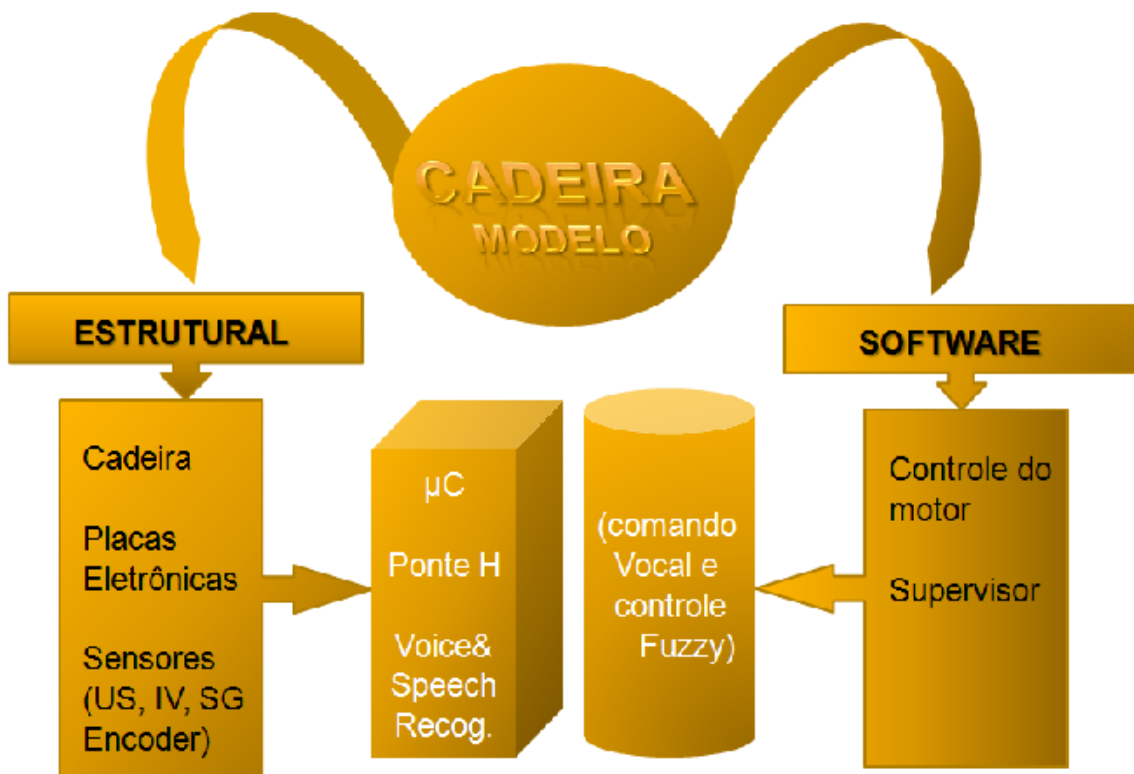 CADEIRA
MODELO
ESTRUTURAL
Cadeira
Placas
Eletrônicas
Sensores
(US, IV, SG
Encoder)
µC
Ponte H
Voice&
Speech
Recog.
(comando
Vocal e
controle
Fuzzy)
SOFTWARE
Controle do
motor
Supervisor